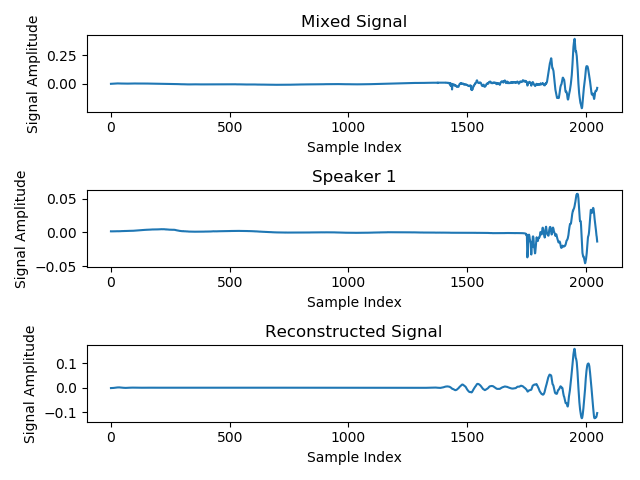 Mixed Signal
Signal Amplitude
0.25
0.00
0 500 1000 1500 2000
Sample Index
Speaker 1
Signal Amplitude
0.05
0.00
−0.05
0 500 1000 1500 2000
Sample Index
Reconstructed Signal
Signal Amplitude
0.1
0.0
−0.1
0 500 1000 1500 2000
Sample Index